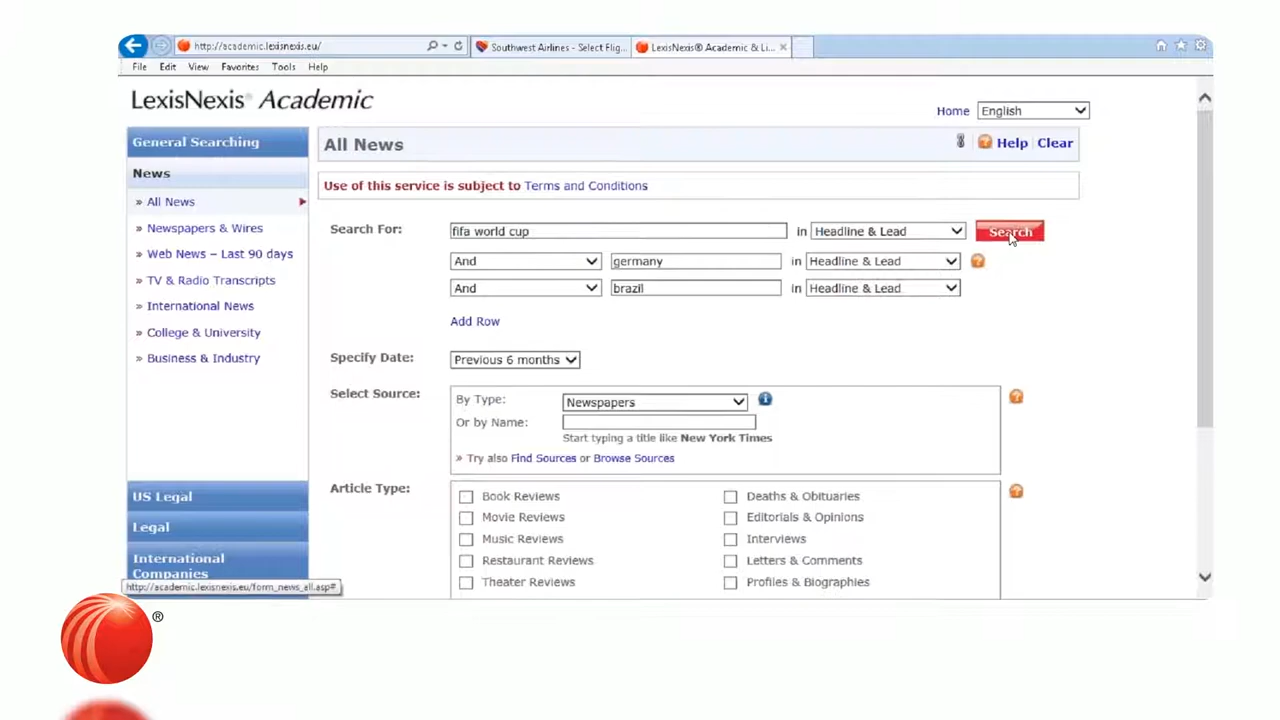 http://academic.lexisnexis.eu/
Southwest Airlines - Select Flig...
LexisNexis® Academic & Li...
File Edit View Favorites Tools Help
LexisNexis® Academic
Home English
General Searching
All News
Help Clear
News
Use of this service is subject to Terms and Conditions
» All News
» Newspapers & Wires
» Web News – Last 90 days
» TV & Radio Transcripts
» International News
» College & University
» Business & Industry
US Legal
Legal
International
Companies
http://academic.lexisnexis.eu/form_news_all.asp#
Search For: fifa world cup in Headline & Lead Search
And germany in Headline & Lead
And brazil in Headline & Lead
Add Row
Specify Date: Previous 6 months
Select Source: By Type: Newspapers
Or by Name:
Start typing a title like New York Times
» Try also Find Sources or Browse Sources
Article Type: Book Reviews Deaths & Obituaries
Movie Reviews Editorials & Opinions
Music Reviews Interviews
Restaurant Reviews Letters & Comments
Theater Reviews Profiles & Biographies
®